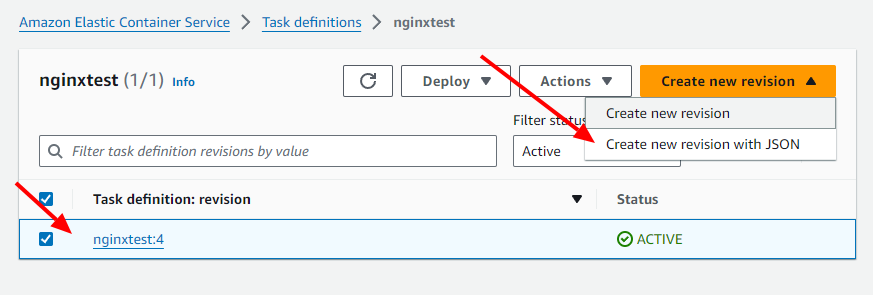 Amazon Elastic Container Service > Task definitions > nginxtest
nginxtest (1/1) Info Deploy Actions Create new revision
Create new revision
Filter status
Create new revision with JSON
Filter task definition revisions by value Active
Task definition: revision Status
nginxtest:4 ACTIVE